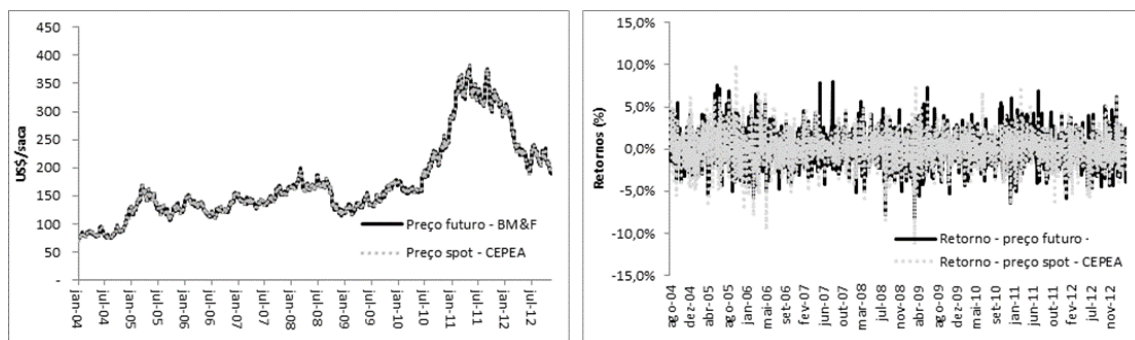 450
400
350
300
250
200
150
100
50
-
US$/saca
Preço futuro - BM&F
Preço spot - CEPEA
jan-04
jul-04
jan-05
jul-05
jan-06
jul-06
jan-07
jul-07
jan-08
jul-08
jan-09
jul-09
jan-10
jul-10
jan-11
jul-11
jan-12
jul-12
15,0%
10,0%
5,0%
0,0%
-5,0%
-10,0%
-15,0%
Retornos (%)
Retorno - preço futuro -
Retorno - preço spot - CEPEA
ago-04
dez-04
abr-05
ago-05
jan-06
mai-06
set-06
fev-07
jun-07
out-07
mar-08
jul-08
nov-08
abr-09
ago-09
dez-09
mai-10
set-10
jan-11
jun-11
out-11
fev-12
jul-12
nov-12